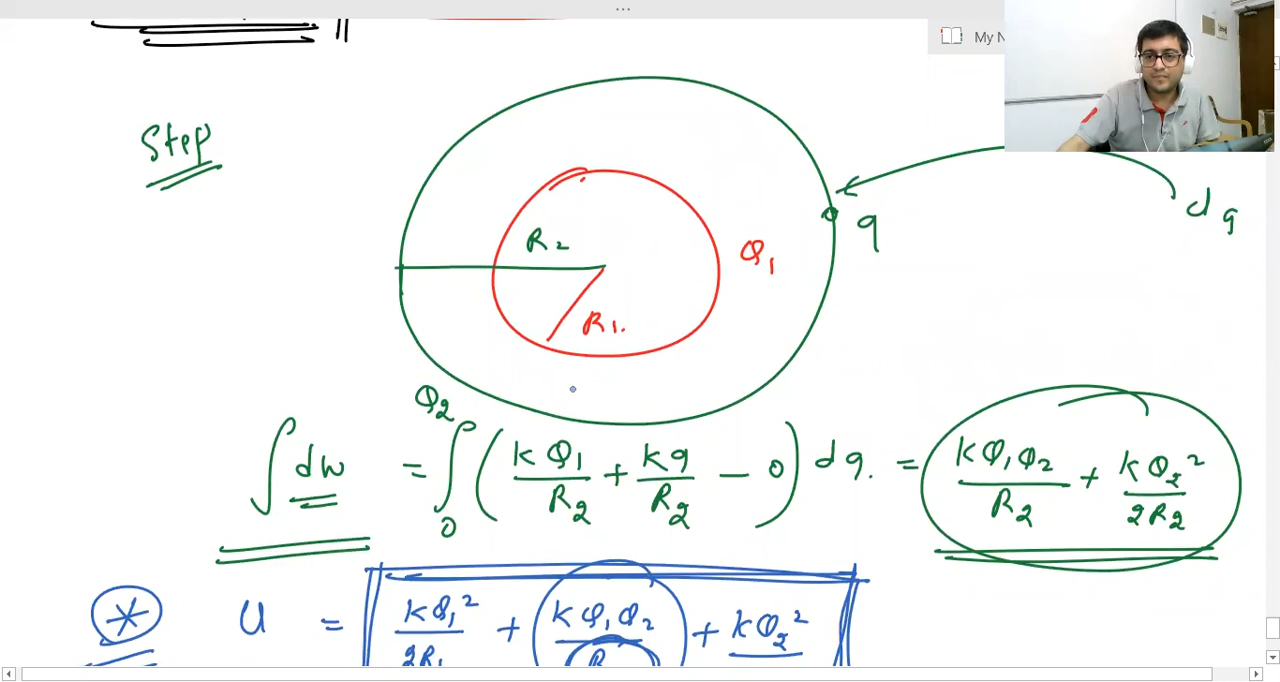 ...
My N
Step
R₂
Q₁
R₁.
q
dq
∫dw = ∫₀^Q₂ (kQ₁/R₂ + kq/R₂ − 0) dq. = kQ₁Q₂/R₂ + kQ₂²/2R₂
* U = kQ₁²/2R₁ + kQ₁Q₂/R + kQ₂²